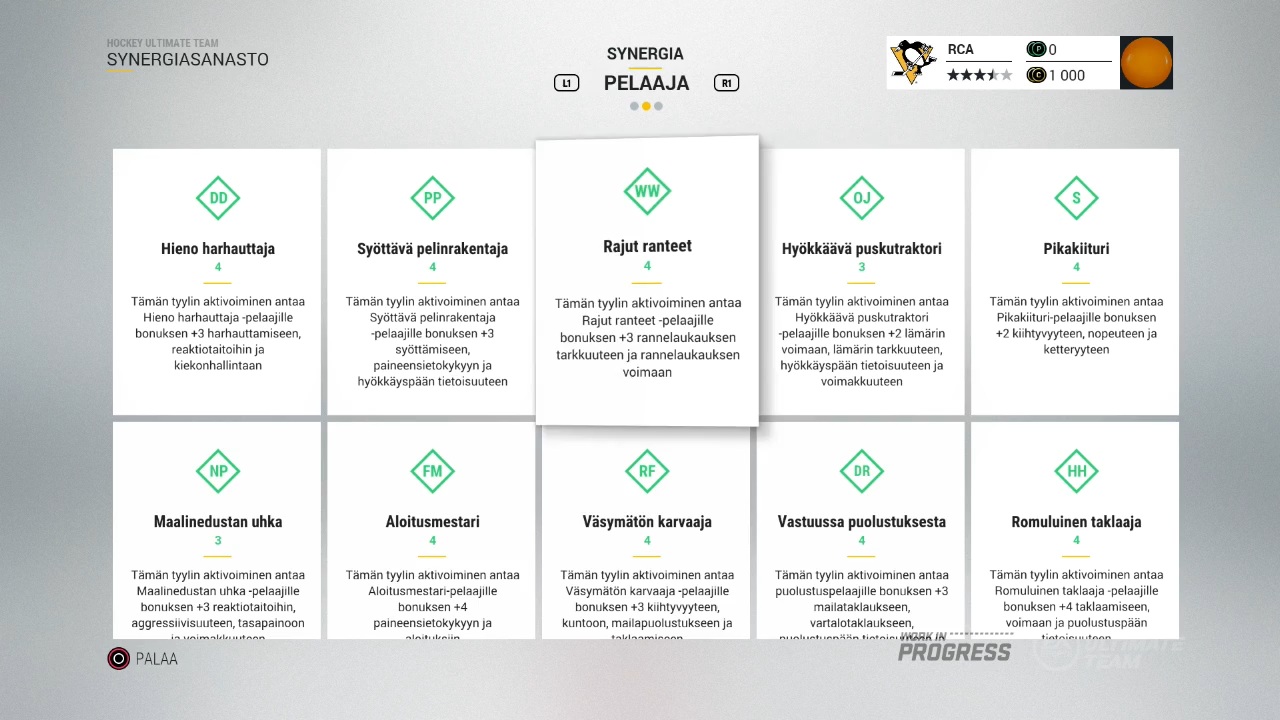 HOCKEY ULTIMATE TEAM
SYNERGIASANASTO
SYNERGIA
L1 PELAAJA R1
RCA
P 0
C 1 000
DD
Hieno harhauttaja
4
Tämän tyylin aktivoiminen antaa
Hieno harhauttaja -pelaajille
bonuksen +3 harhauttamiseen,
reaktiotaitoihin ja
kiekonhallintaan
PP
Syöttävä pelinrakentaja
4
Tämän tyylin aktivoiminen antaa
Syöttävä pelinrakentaja
-pelaajille bonuksen +3
syöttämiseen,
paineensietokykyyn ja
hyökkäyspään tietoisuuteen
WW
Rajut ranteet
4
Tämän tyylin aktivoiminen antaa
Rajut ranteet -pelaajille
bonuksen +3 rannelaukauksen
tarkkuuteen ja rannelaukauksen
voimaan
OJ
Hyökkäävä puskutraktori
3
Tämän tyylin aktivoiminen antaa
Hyökkäävä puskutraktori
-pelaajille bonuksen +2 lämärin
voimaan, lämärin tarkkuuteen,
hyökkäyspään tietoisuuteen ja
voimakkuuteen
S
Pikakiituri
4
Tämän tyylin aktivoiminen antaa
Pikakiituri-pelaajille bonuksen
+2 kiihtyvyyteen, nopeuteen ja
ketteryyteen
NP
Maalinedustan uhka
3
Tämän tyylin aktivoiminen antaa
Maalinedustan uhka -pelaajille
bonuksen +3 reaktiotaitoihin,
aggressiivisuuteen, tasapainoon
ja voimakkuuteen
FM
Aloitusmestari
4
Tämän tyylin aktivoiminen antaa
Aloitusmestari-pelaajille
bonuksen +4
paineensietokykyyn ja
aloituksiin
RF
Väsymätön karvaaja
4
Tämän tyylin aktivoiminen antaa
Väsymätön karvaaja -pelaajille
bonuksen +3 kiihtyvyyteen,
kuntoon, mailapuolustukseen ja
taklaamiseen
DR
Vastuussa puolustuksesta
4
Tämän tyylin aktivoiminen antaa
puolustuspelaajille bonuksen +3
mailataklaukseen,
vartalotaklaukseen,
puolustuspään
HH
Romuluinen taklaaja
4
Tämän tyylin aktivoiminen antaa
Romuluinen taklaaja -pelaajille
bonuksen +4 taklaamiseen,
voimaan ja puolustuspään
tietoisuuteen
PALAA
WORK IN
PROGRESS
ULTIMATE
TEAM